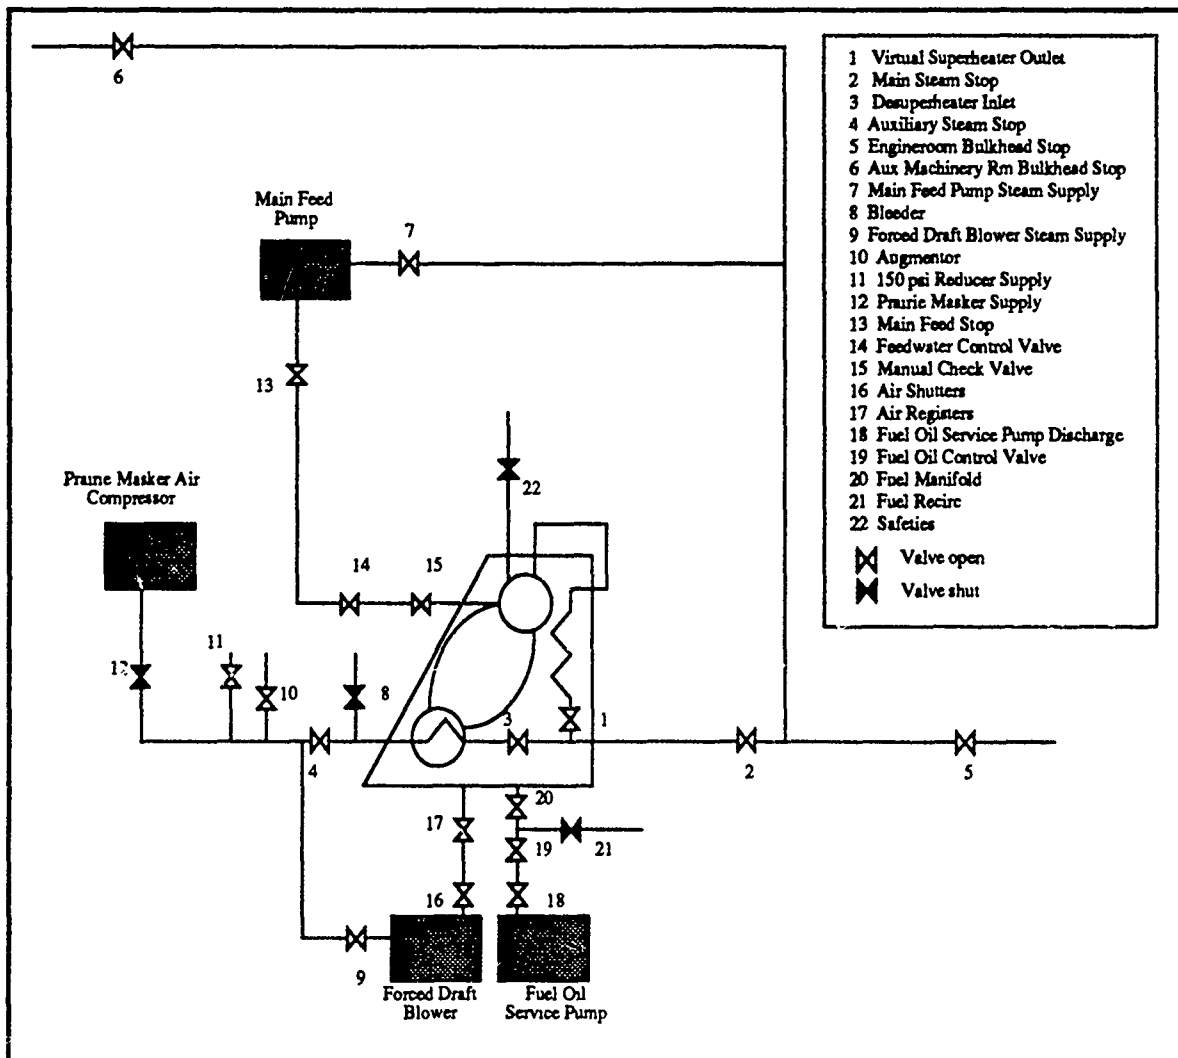 6
1 Virtual Superheater Outlet
2 Main Steam Stop
3 Desuperheater Inlet
4 Auxiliary Steam Stop
5 Engineroom Bulkhead Stop
6 Aux Machinery Rm Bulkhead Stop
7 Main Feed Pump Steam Supply
8 Bleeder
9 Forced Draft Blower Steam Supply
10 Augmentor
11 150 psi Reducer Supply
12 Prairie Masker Supply
13 Main Feed Stop
14 Feedwater Control Valve
15 Manual Check Valve
16 Air Shutters
17 Air Registers
18 Fuel Oil Service Pump Discharge
19 Fuel Oil Control Valve
20 Fuel Manifold
21 Fuel Recirc
22 Safeties
Valve open
Valve shut
Main Feed
Pump
7
13
22
Prairie Masker Air
Compressor
14
15
11
12
10
8
3
1
4
2
5
20
17
19
21
16
18
9
Forced Draft
Blower
Fuel Oil
Service Pump